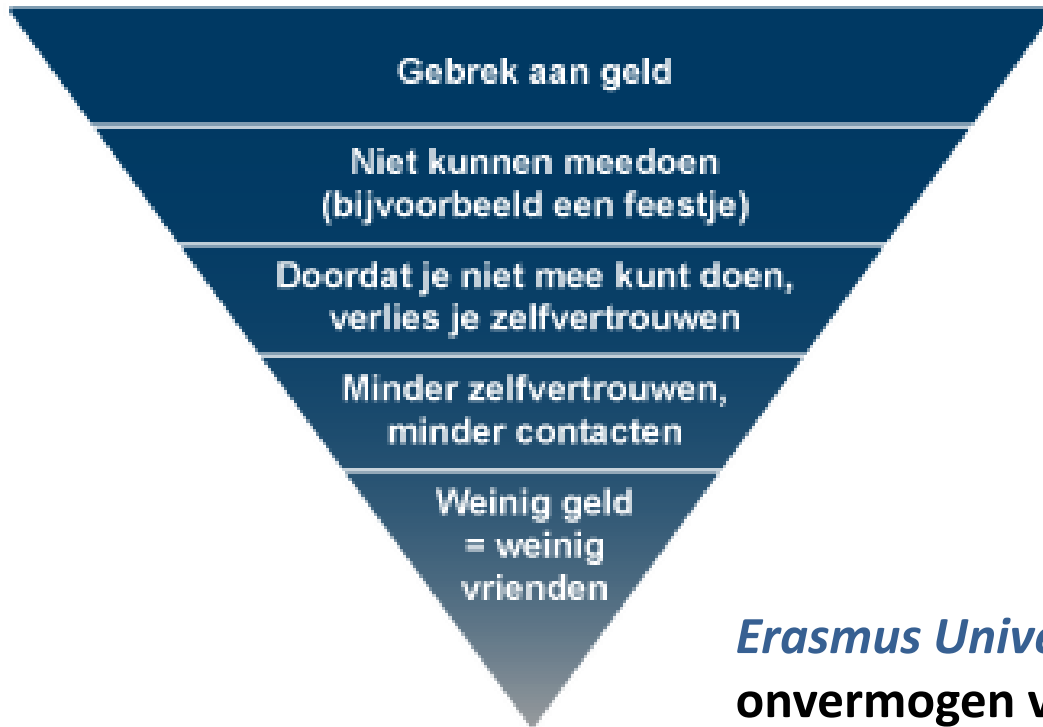 Gebrek aan geld
Niet kunnen meedoen
(bijvoorbeeld een feestje)
Doordat je niet mee kunt doen,
verlies je zelfvertrouwen
Minder zelfvertrouwen,
minder contacten
Weinig geld
= weinig
vrienden
Erasmus
onvermogen